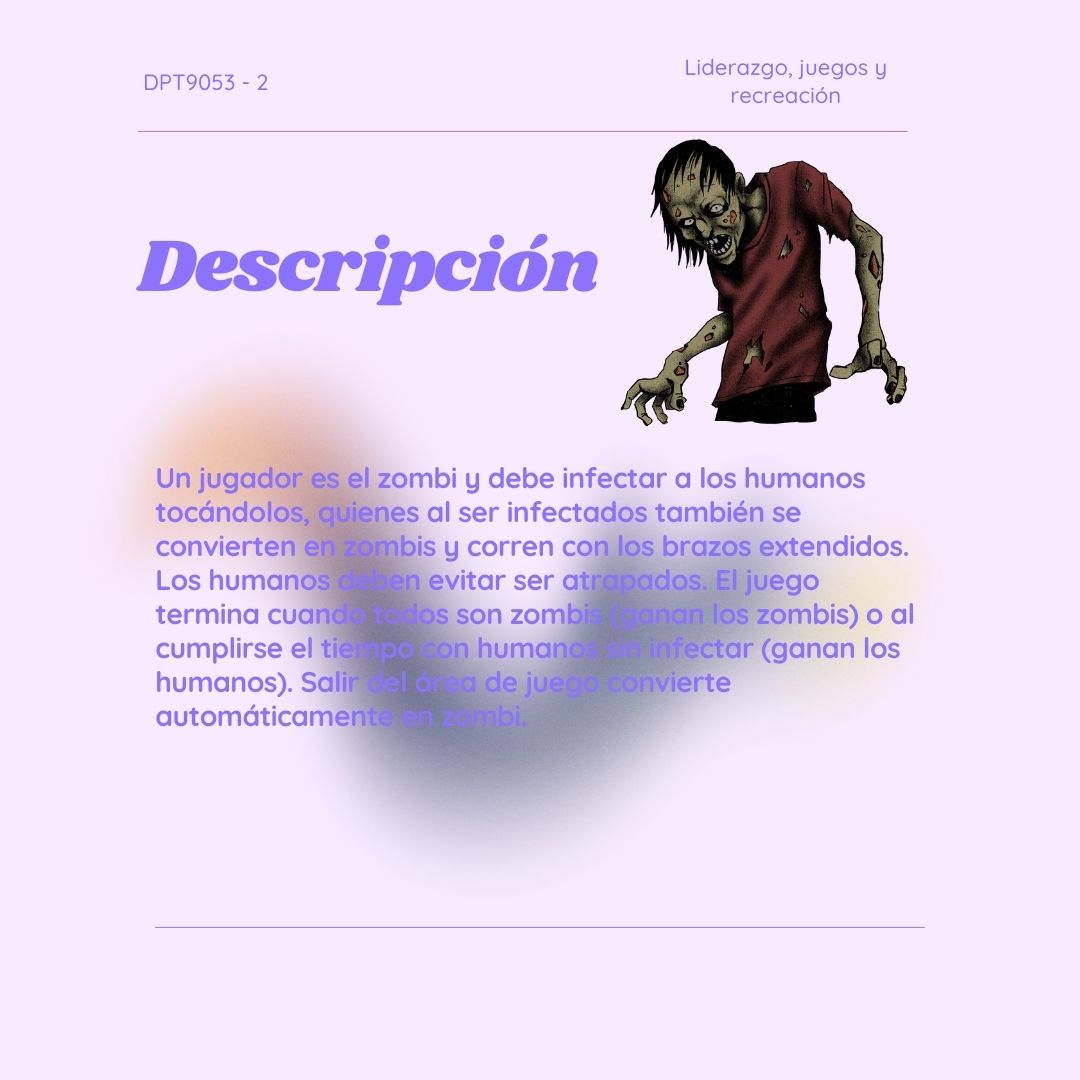 DPT9053 - 2
Liderazgo, juegos y
recreación
Descripción
Un jugador es el zombi y debe infectar a los humanos
tocándolos, quienes al ser infectados también se
convierten en zombis y corren con los brazos extendidos.
Los humanos deben evitar ser atrapados. El juego
termina cuando todos son zombis (ganan los zombis) o al
cumplirse el tiempo con humanos sin infectar (ganan los
humanos). Salir del área de juego convierte
automáticamente en zombi.